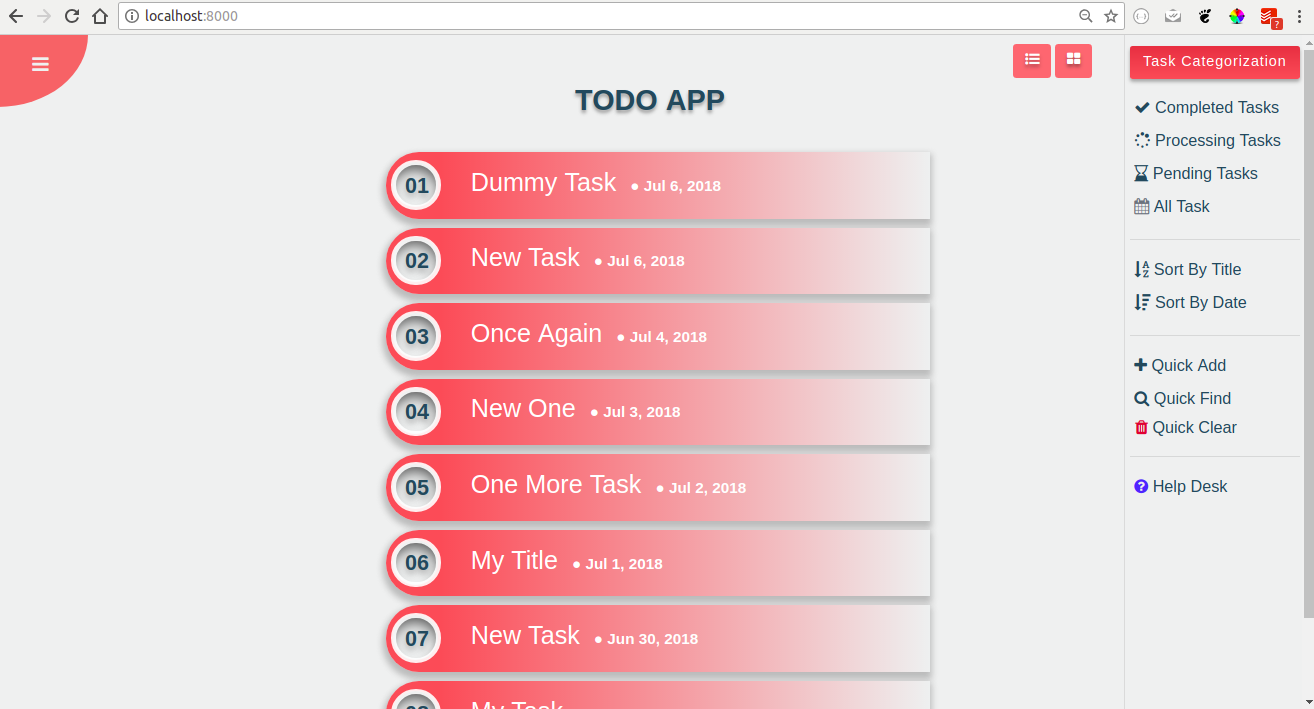 localhost:8000
Task Categorization
TODO APP
Completed Tasks
Processing Tasks
Pending Tasks
All Task
Sort By Title
Sort By Date
Quick Add
Quick Find
Quick Clear
Help Desk
01 Dummy Task ● Jul 6, 2018
02 New Task ● Jul 6, 2018
03 Once Again ● Jul 4, 2018
04 New One ● Jul 3, 2018
05 One More Task ● Jul 2, 2018
06 My Title ● Jul 1, 2018
07 New Task ● Jun 30, 2018
08 My Task